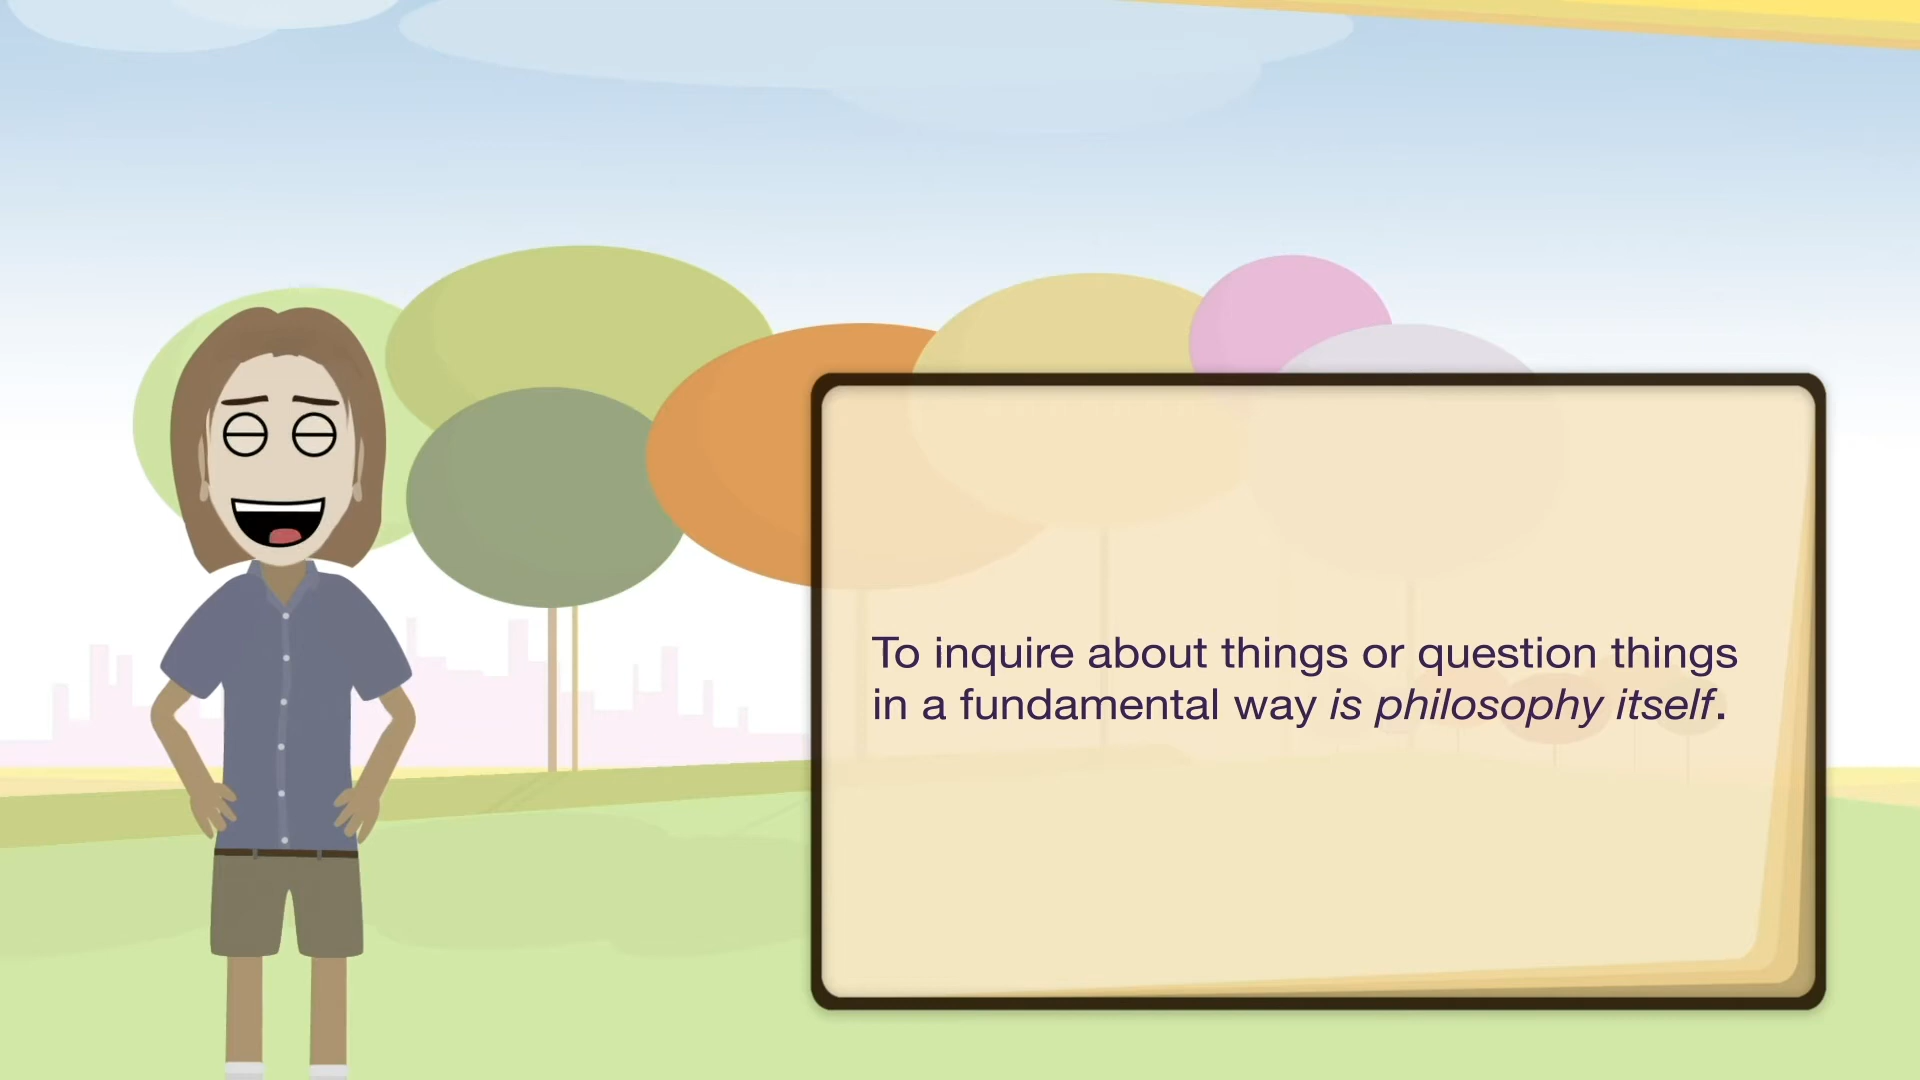 To inquire about things or question things
in a fundamental way is philosophy itself.